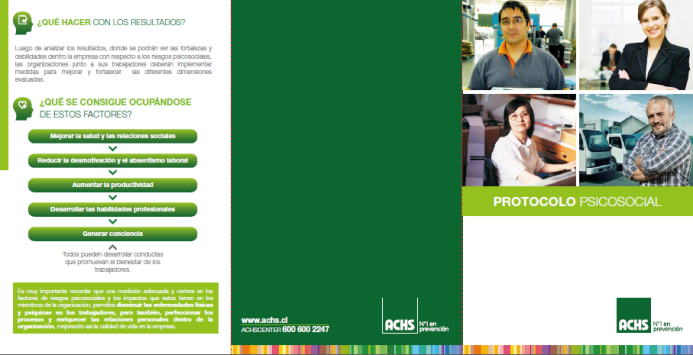 ¿QUÉ HACER CON LOS RESULTADOS?
Luego de analizar los resultados, donde se podrán ver las fortalezas y
debilidades dentro la empresa con respecto a los riesgos psicosociales,
las organizaciones junto a sus trabajadores deberán implementar
medidas para mejorar y fortalecer las diferentes dimensiones
evaluadas.
¿QUÉ SE CONSIGUE OCUPÁNDOSE
DE ESTOS FACTORES?
Mejorar la salud y las relaciones sociales
Reducir la desmotivación y el absentismo laboral
Aumentar la productividad
Desarrollar las habilidades profesionales
Generar conciencia
Todos pueden desarrollar conductas
que promuevan el bienestar de los
trabajadores.
Es muy importante recordar que una medición adecuada y certera en los
factores de riesgos psicosociales y los impactos que estos tienen en los
miembros de la organización, permitirá disminuir las enfermedades físicas
y psíquicas en los trabajadores, pero también, perfeccionar los
procesos y enriquecer las relaciones personales dentro de la
organización, mejorando así la calidad de vida en la empresa.
www.achs.cl
ACHSCENTER 600 600 2247
ACHS
N°1 en
prevención
PROTOCOLO PSICOSOCIAL
ACHS
N°1 en
prevención